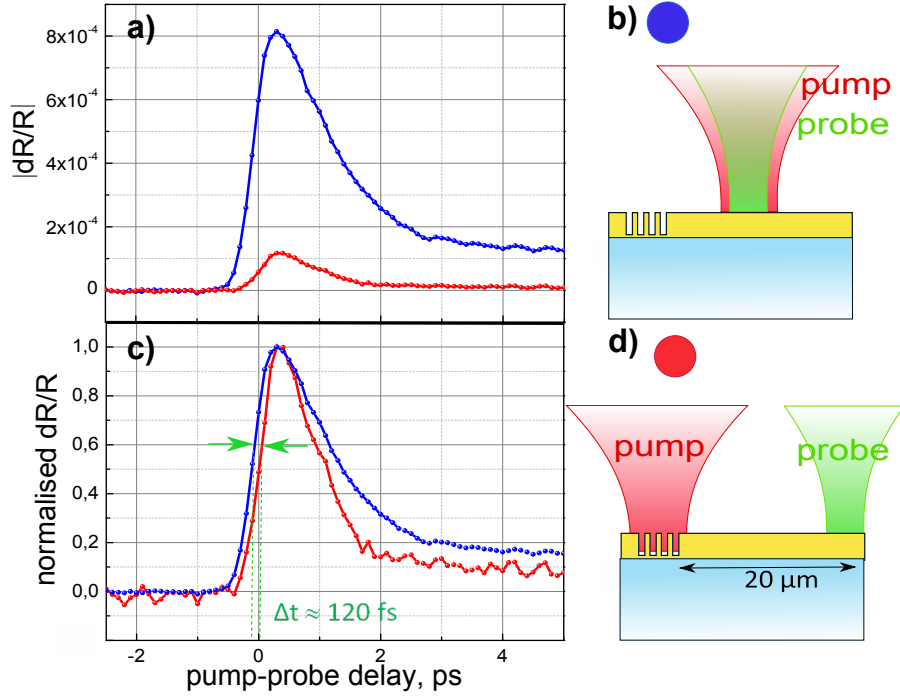 a)
|dR/R|
8x10⁻⁴
6x10⁻⁴
4x10⁻⁴
2x10⁻⁴
0
b)
pump
probe
c)
normalised dR/R
1,0
0,8
0,6
0,4
0,2
0,0
Δt ≈ 120 fs
-2 0 2 4
pump-probe delay, ps
d)
pump
probe
20 µm